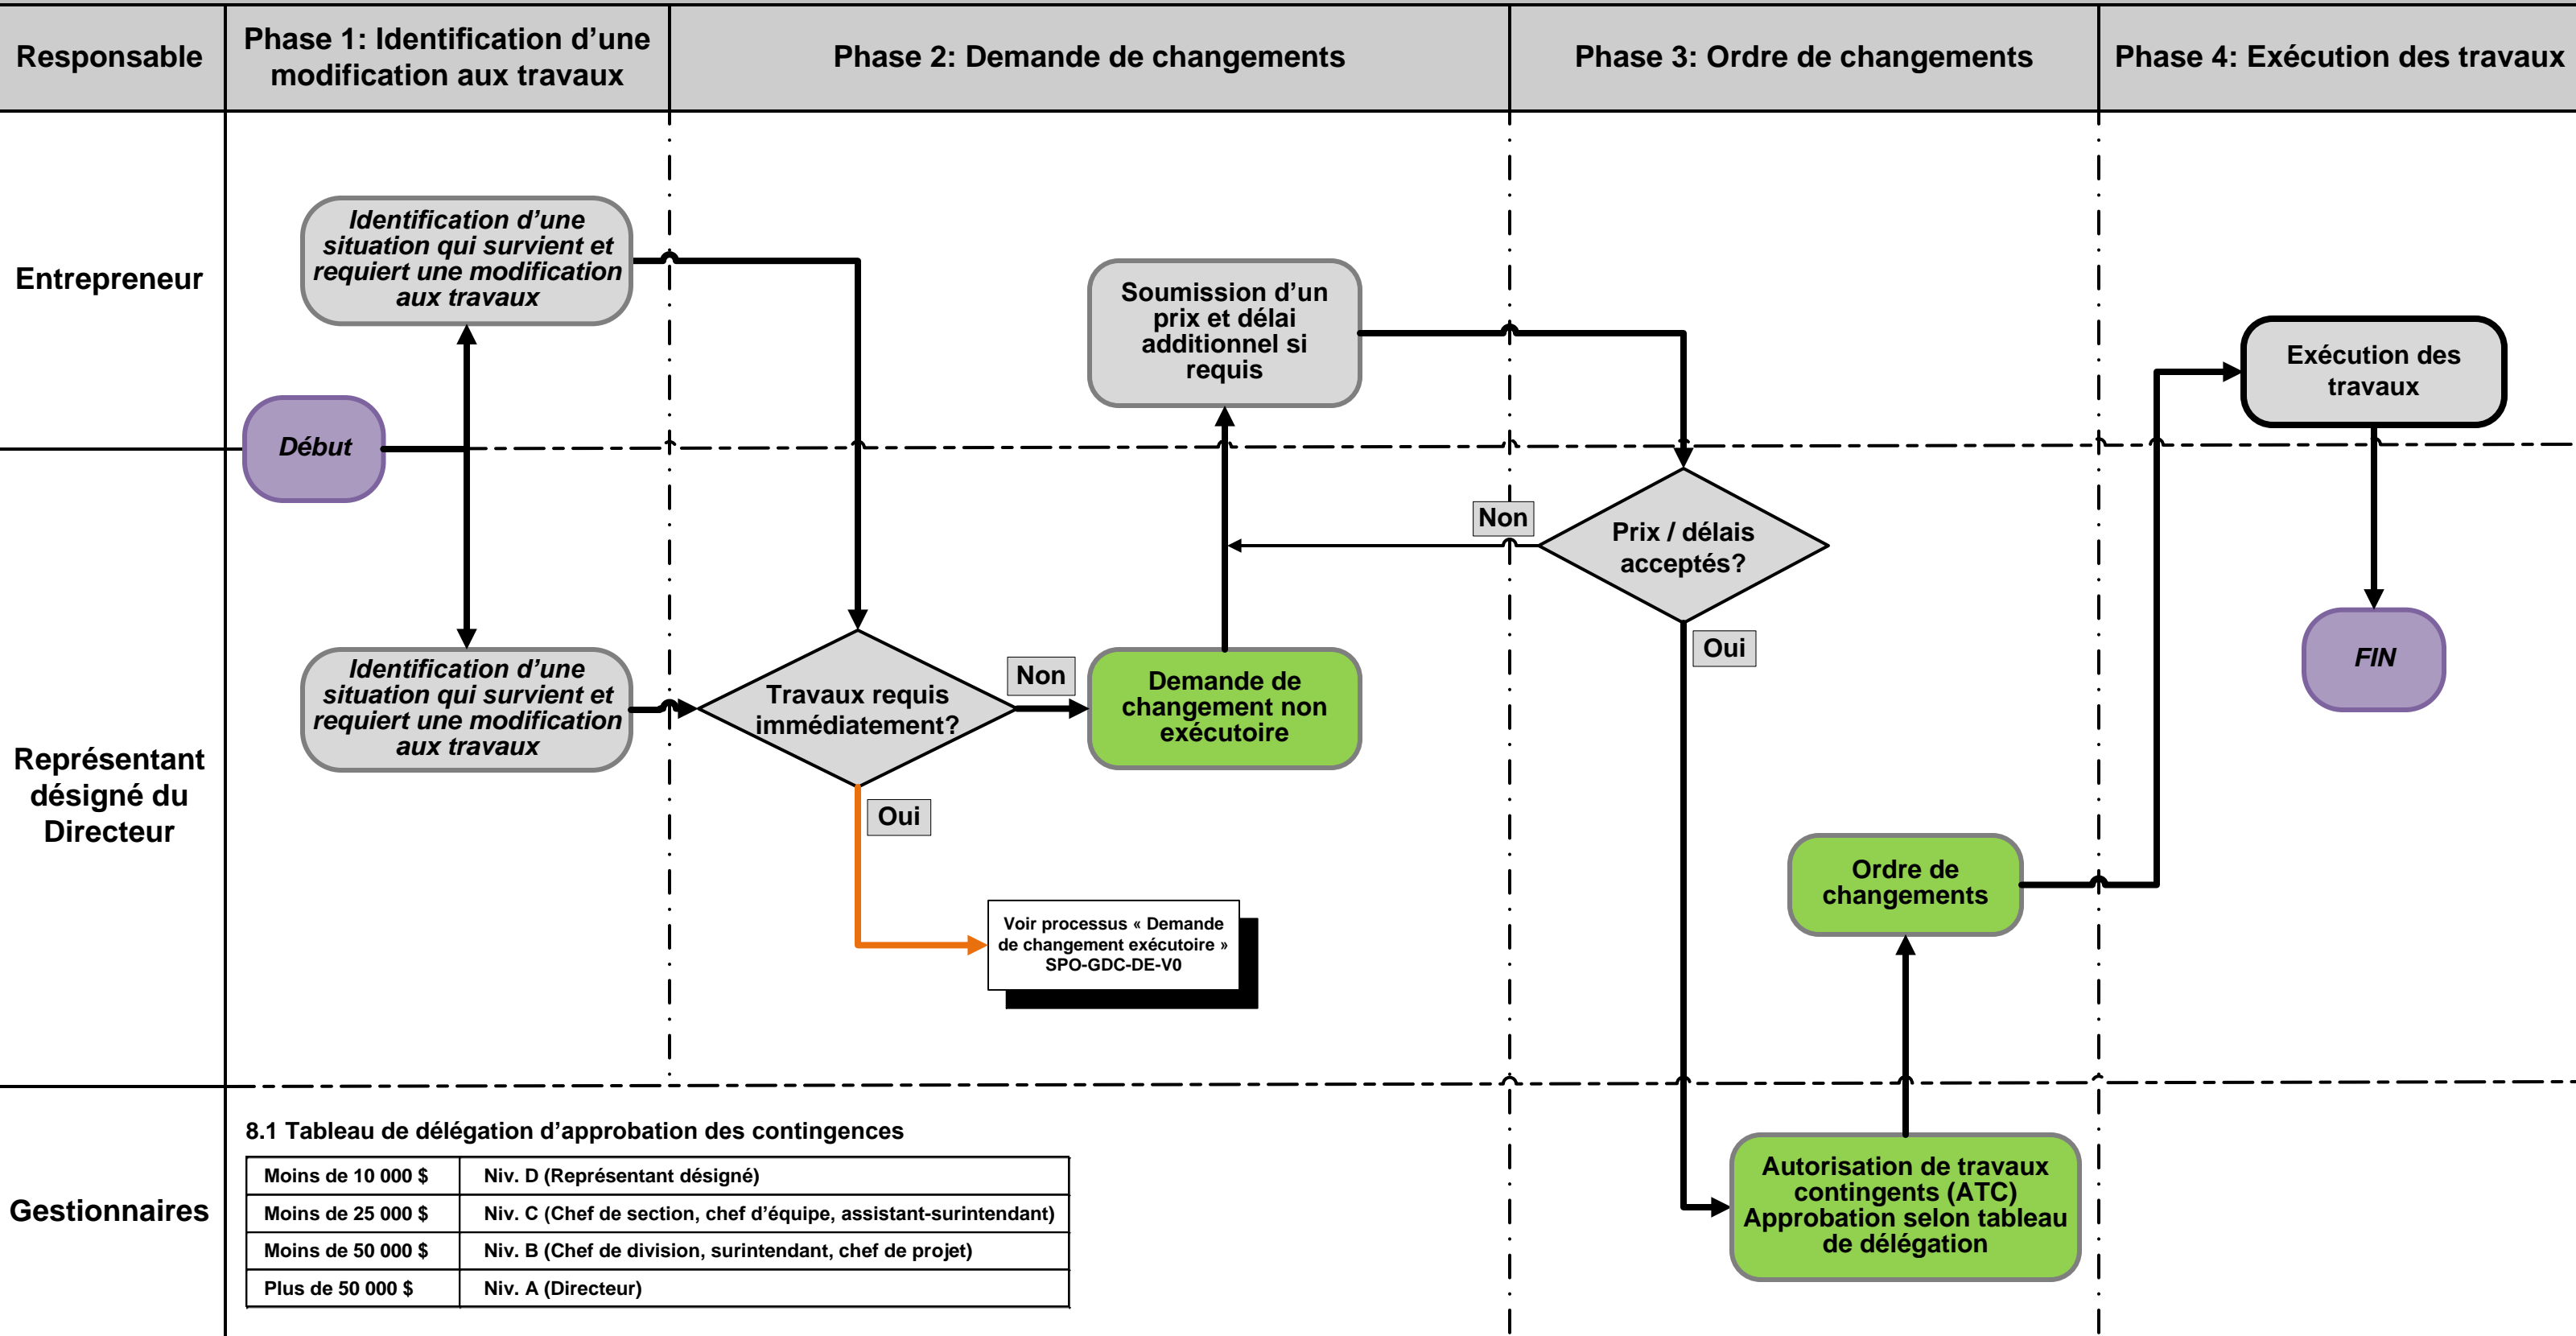 Responsable
Phase 1: Identification d’une
modification aux travaux
Phase 2: Demande de changements
Phase 3: Ordre de changements
Phase 4: Exécution des travaux
Entrepreneur
Identification d’une
situation qui survient et
requiert une modification
aux travaux
Soumission d’un
prix et délai
additionnel si
requis
Exécution des
travaux
Début
Représentant
désigné du
Directeur
Identification d’une
situation qui survient et
requiert une modification
aux travaux
Travaux requis
immédiatement?
Non
Oui
Demande de
changement non
exécutoire
Voir processus « Demande
de changement exécutoire »
SPO-GDC-DE-V0
Non
Prix / délais
acceptés?
Oui
Ordre de
changements
FIN
Gestionnaires
8.1 Tableau de délégation d’approbation des contingences
Moins de 10 000 $ Niv. D (Représentant désigné)
Moins de 25 000 $ Niv. C (Chef de section, chef d’équipe, assistant-surintendant)
Moins de 50 000 $ Niv. B (Chef de division, surintendant, chef de projet)
Plus de 50 000 $ Niv. A (Directeur)
Autorisation de travaux
contingents (ATC)
Approbation selon tableau
de délégation